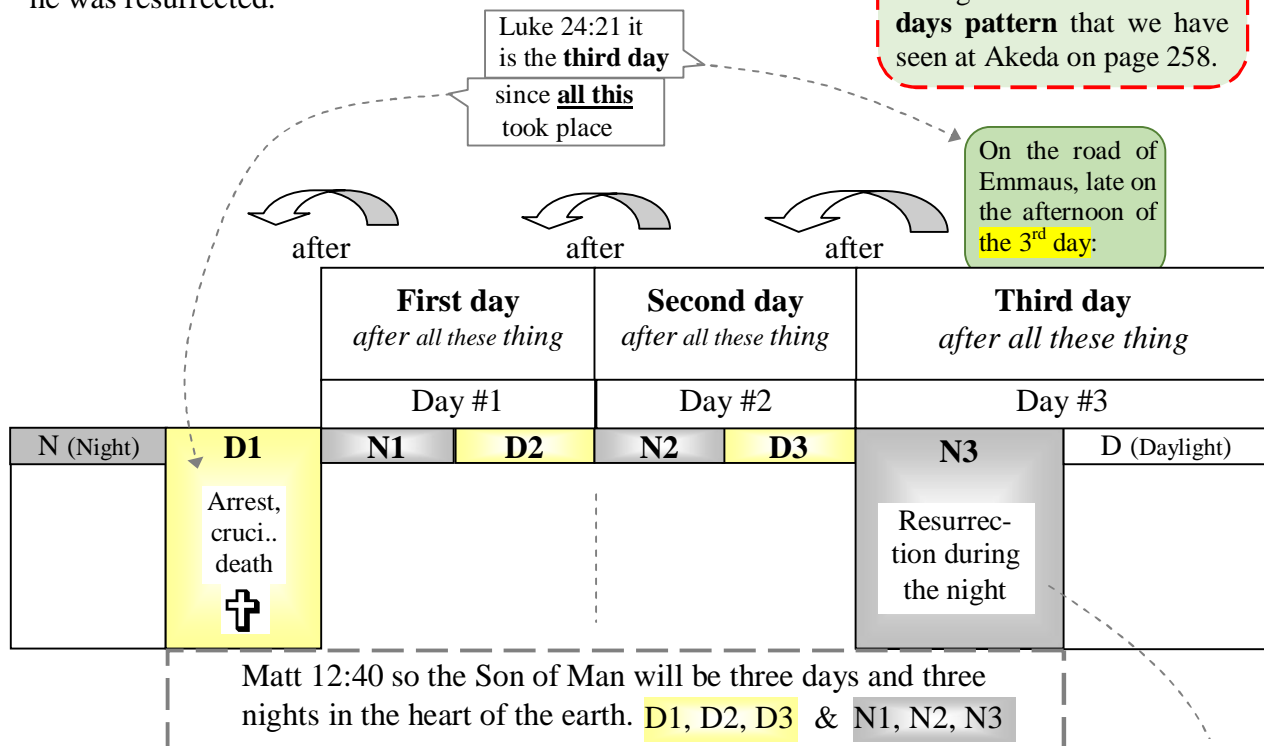 he was resurrected.
days pattern that we have
seen at Akeda on page 258.
Luke 24:21 it
is the third day
since all this
took place
On the road of
Emmaus, late on
the afternoon of
the 3rd day:
after after after
First day Second day Third day
after all these thing after all these thing after all these thing
Day #1 Day #2 Day #3
N (Night) D1 N1 D2 N2 D3 N3 D (Daylight)
Arrest,
cruci..
death
Resurrec-
tion during
the night
Matt 12:40 so the Son of Man will be three days and three
nights in the heart of the earth. D1, D2, D3 & N1, N2, N3